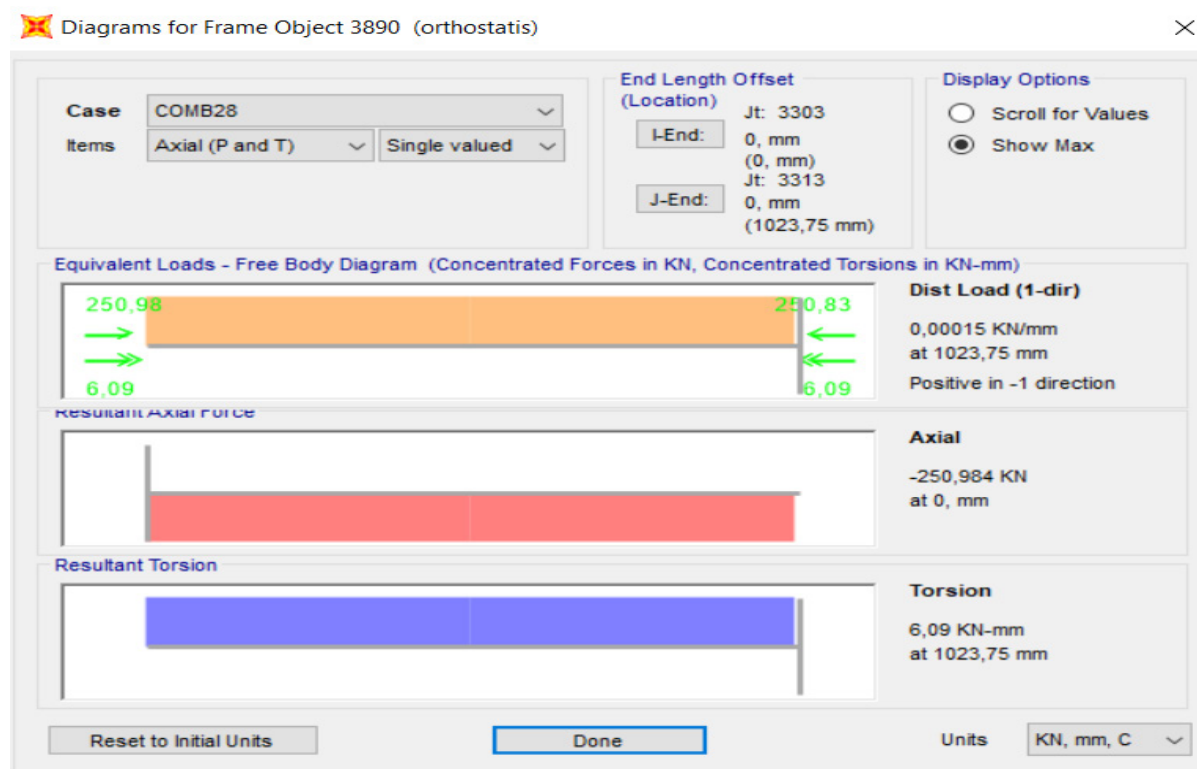 Diagrams for Frame Object 3890 (orthostatis)
Case COMB28
Items Axial (P and T) Single valued
End Length Offset
(Location)
I-End: Jt: 3303
0, mm
(0, mm)
J-End: Jt: 3313
0, mm
(1023,75 mm)
Display Options
Scroll for Values
Show Max
Equivalent Loads - Free Body Diagram (Concentrated Forces in KN, Concentrated Torsions in KN-mm)
250,98 250,83
6,09 6,09
Dist Load (1-dir)
0,00015 KN/mm
at 1023,75 mm
Positive in -1 direction
Resultant Axial Force
Axial
-250,984 KN
at 0, mm
Resultant Torsion
Torsion
6,09 KN-mm
at 1023,75 mm
Reset to Initial Units Done Units KN, mm, C